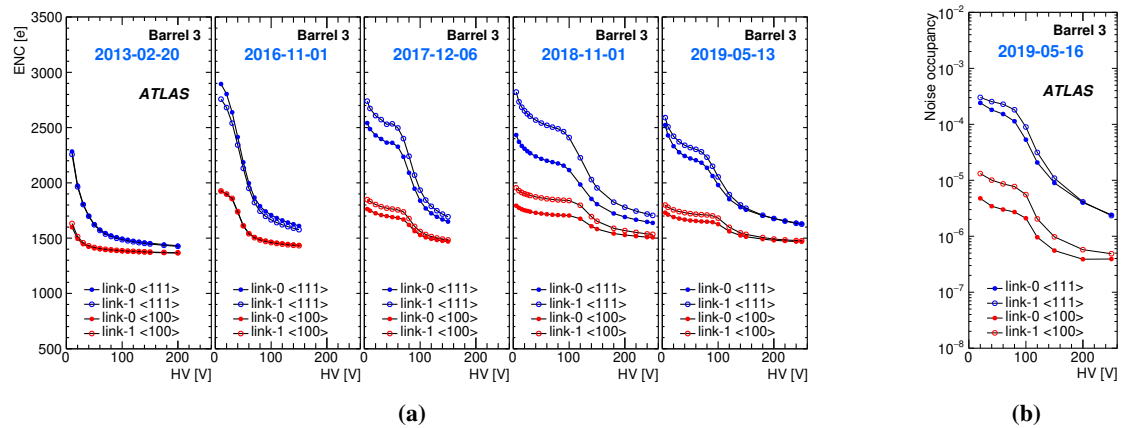 ENC [e]
3500
3000
2500
2000
1500
1000
500
Barrel 3
2013-02-20
ATLAS
link-0 <111>
link-1 <111>
link-0 <100>
link-1 <100>
0 100 200
HV [V]
Barrel 3
2016-11-01
link-0 <111>
link-1 <111>
link-0 <100>
link-1 <100>
0 100 200
HV [V]
Barrel 3
2017-12-06
link-0 <111>
link-1 <111>
link-0 <100>
link-1 <100>
0 100 200
HV [V]
Barrel 3
2018-11-01
link-0 <111>
link-1 <111>
link-0 <100>
link-1 <100>
0 100 200
HV [V]
Barrel 3
2019-05-13
link-0 <111>
link-1 <111>
link-0 <100>
link-1 <100>
0 100 200
HV [V]
(a)
Noise occupancy
10⁻²
10⁻³
10⁻⁴
10⁻⁵
10⁻⁶
10⁻⁷
10⁻⁸
Barrel 3
2019-05-16
ATLAS
link-0 <111>
link-1 <111>
link-0 <100>
link-1 <100>
0 100 200
HV [V]
(b)